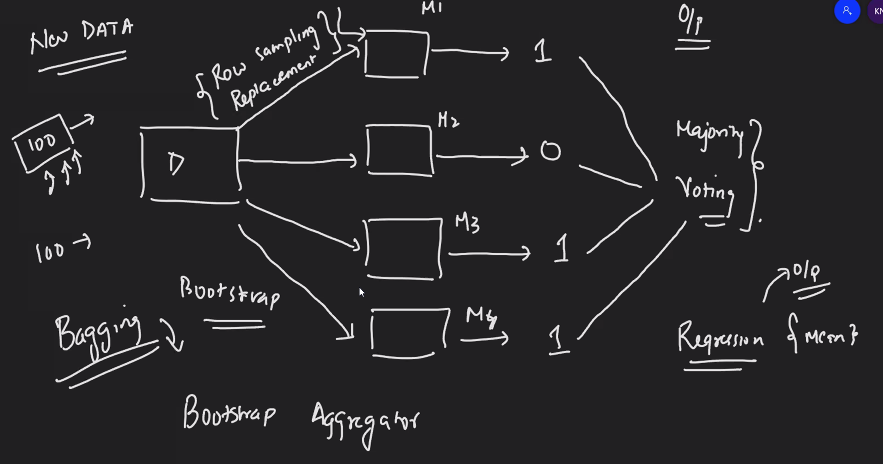 New DATA
M1
O/p
{ Row sampling
Replacement }
1
100
M2
D
0
Majority
Voting
M3
100 →
1
O/p
Bootstrap
Bagging
M4
1
Regression {Mean}
Bootstrap Aggregator
KN